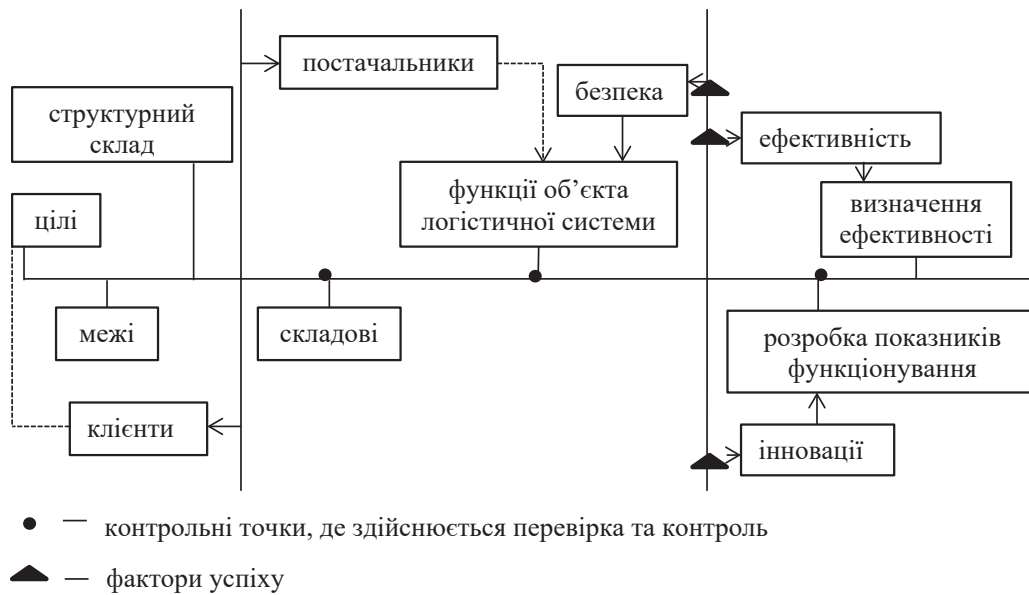 постачальники
безпека
структурний
склад
ефективність
функції об’єкта
логістичної системи
цілі
визначення
ефективності
межі
складові
розробка показників
функціонування
клієнти
інновації
— контрольні точки, де здійснюється перевірка та контроль
— фактори успіху